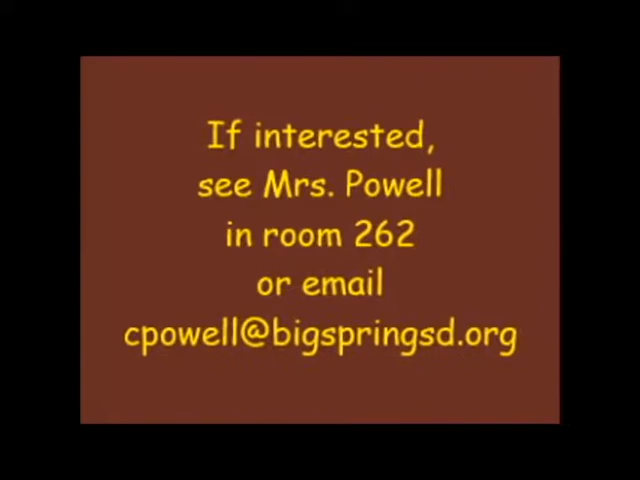 If interested,
see Mrs. Powell
in room 262
or email
cpowell@bigspringsd.org